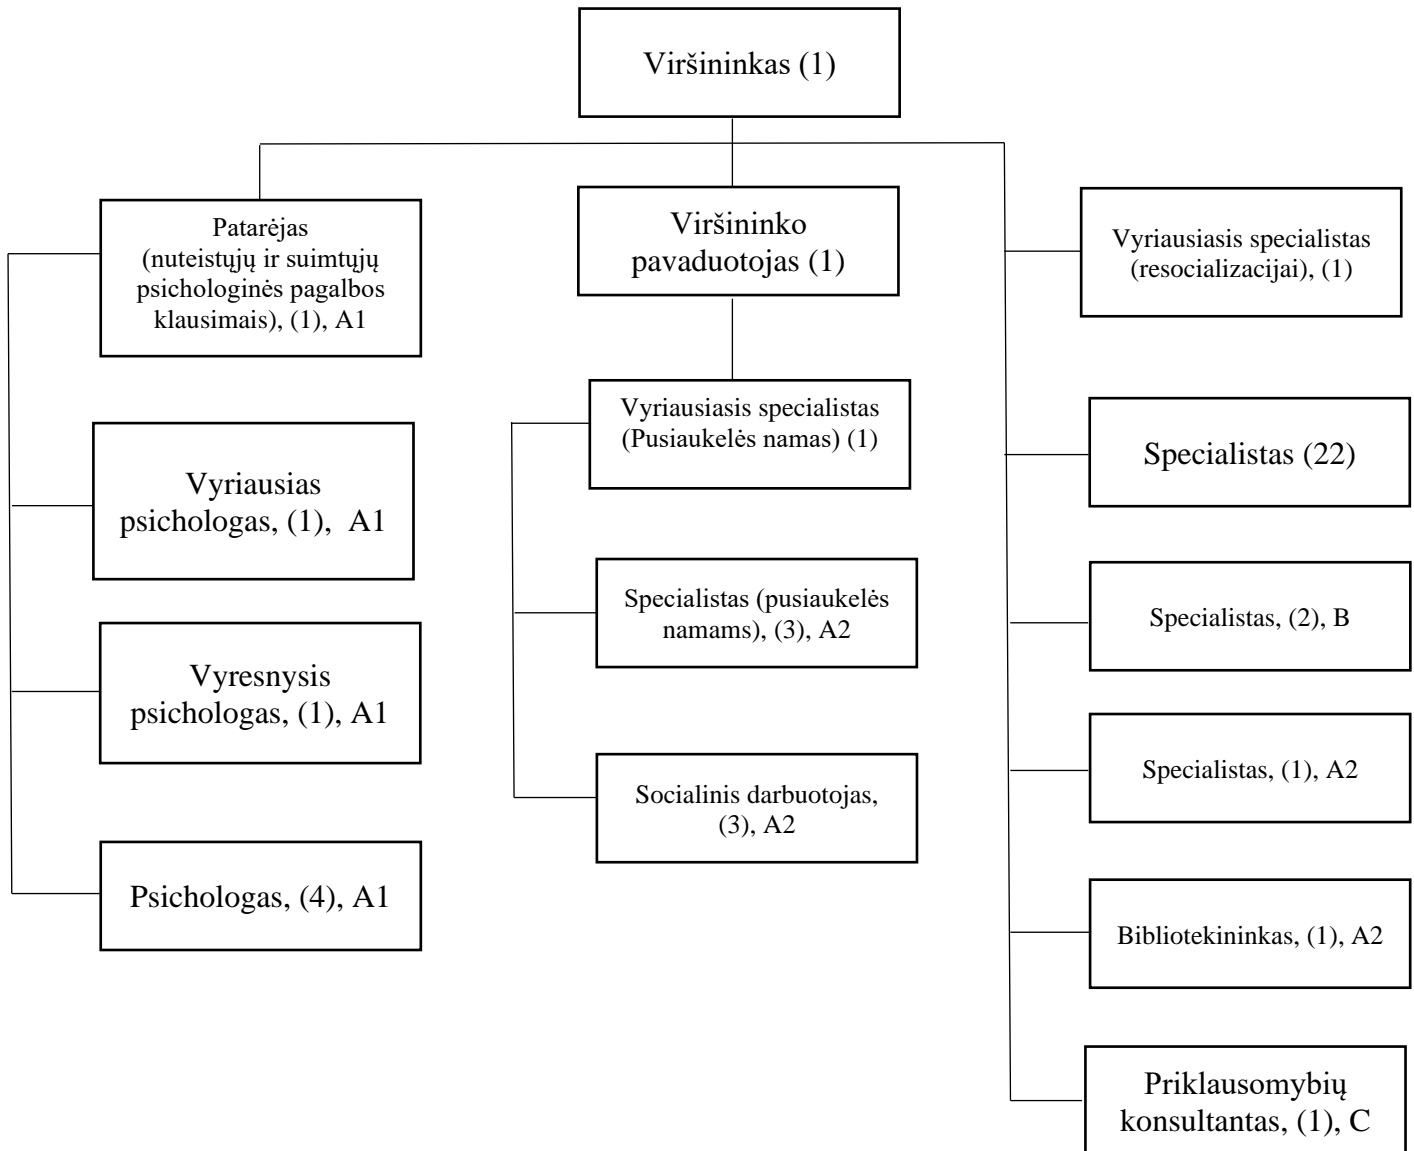 Viršininkas (1)
Patarėjas
(nuteistųjų ir suimtųjų
psichologinės pagalbos
klausimais), (1), A1
Vyriausias
psichologas, (1),  A1
Vyresnysis
psichologas, (1), A1
Psichologas, (4), A1
Viršininko
pavaduotojas (1)
Vyriausiasis specialistas
(Pusiaukelės namas) (1)
Specialistas (pusiaukelės
namams), (3), A2
Socialinis darbuotojas,
(3), A2
Vyriausiasis specialistas
(resocializacijai), (1)
Specialistas (22)
Specialistas, (2), B
Specialistas, (1), A2
Bibliotekininkas, (1), A2
Priklausomybių
konsultantas, (1), C